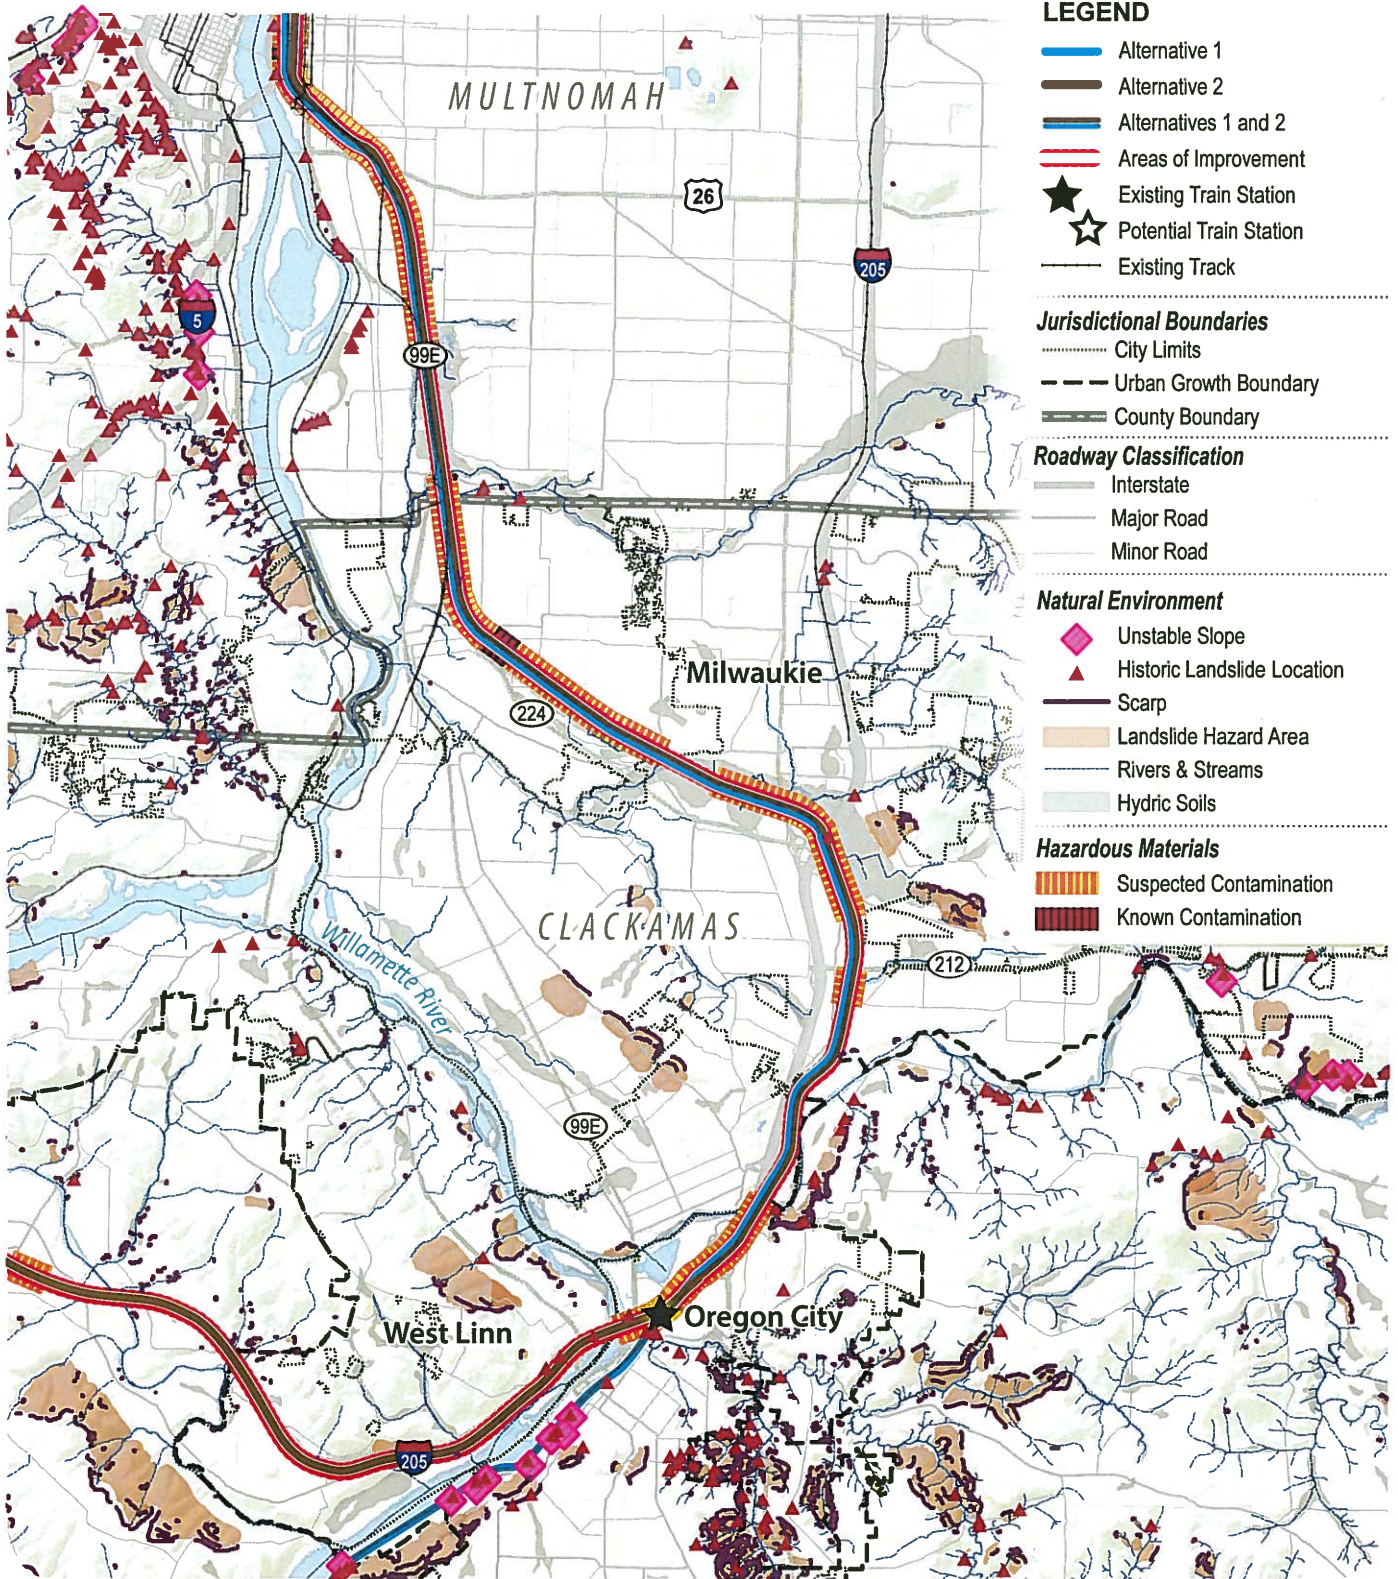 LEGEND
Alternative 1
Alternative 2
Alternatives 1 and 2
Areas of Improvement
Existing Train Station
Potential Train Station
Existing Track
Jurisdictional Boundaries
City Limits
Urban Growth Boundary
County Boundary
Roadway Classification
Interstate
Major Road
Minor Road
Natural Environment
Unstable Slope
Historic Landslide Location
Scarp
Landslide Hazard Area
Rivers & Streams
Hydric Soils
Hazardous Materials
Suspected Contamination
Known Contamination
MULTNOMAH
26
205
5
99E
Milwaukie
224
CLACKAMAS
Willamette River
212
99E
Oregon City
West Linn
205